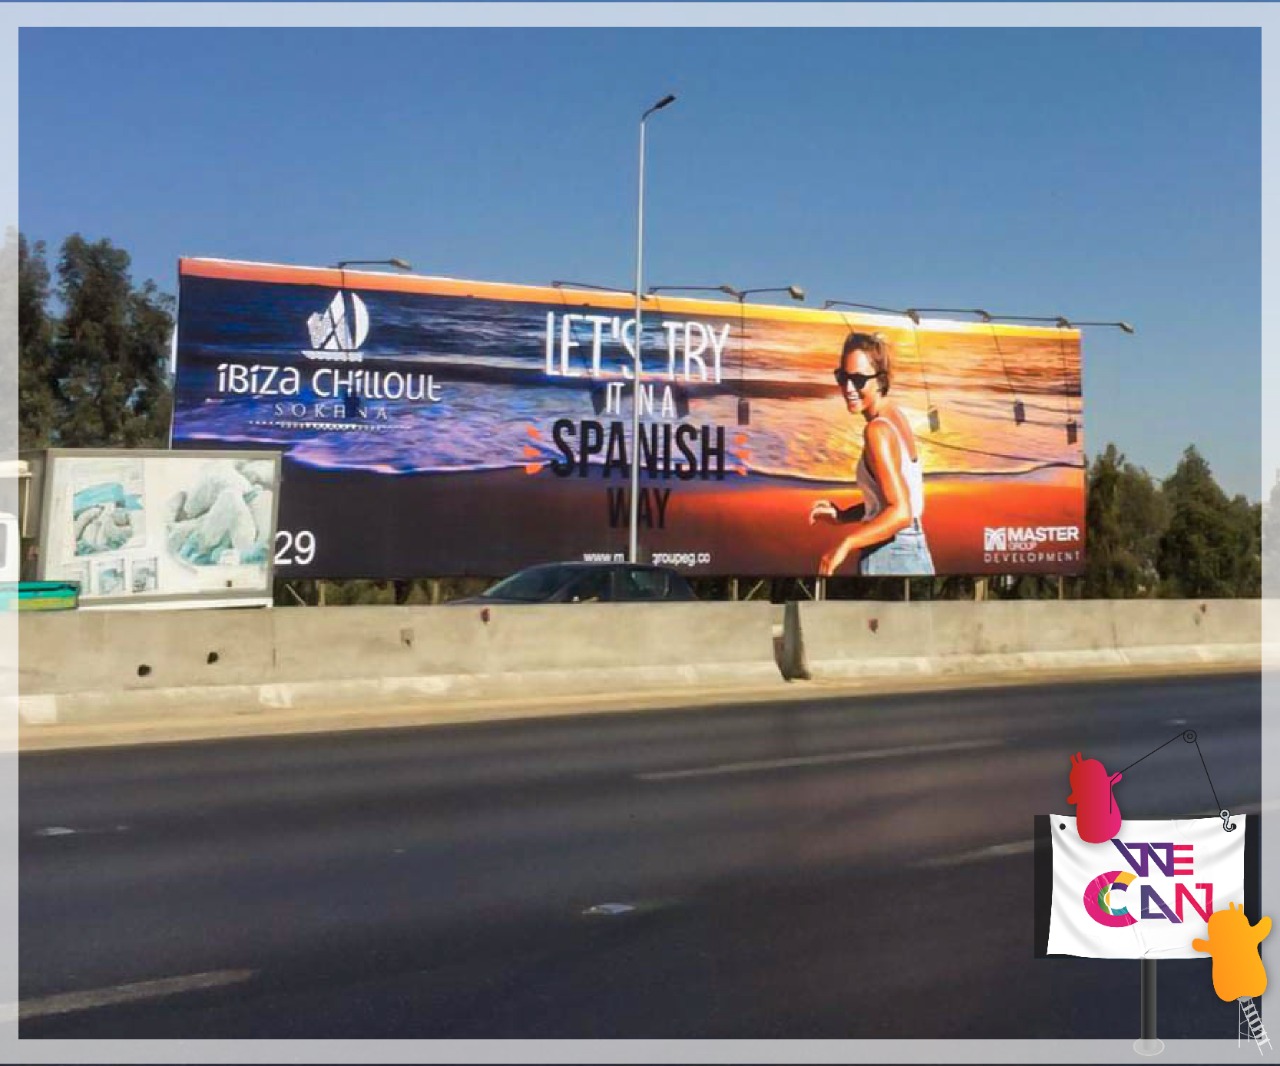 iBiza CHillOut
SOKHNA
LET'S TRY
IT IN A
SPANISH
WAY
29
MASTER
GROUP
DEVELOPMENT
WE
CAN